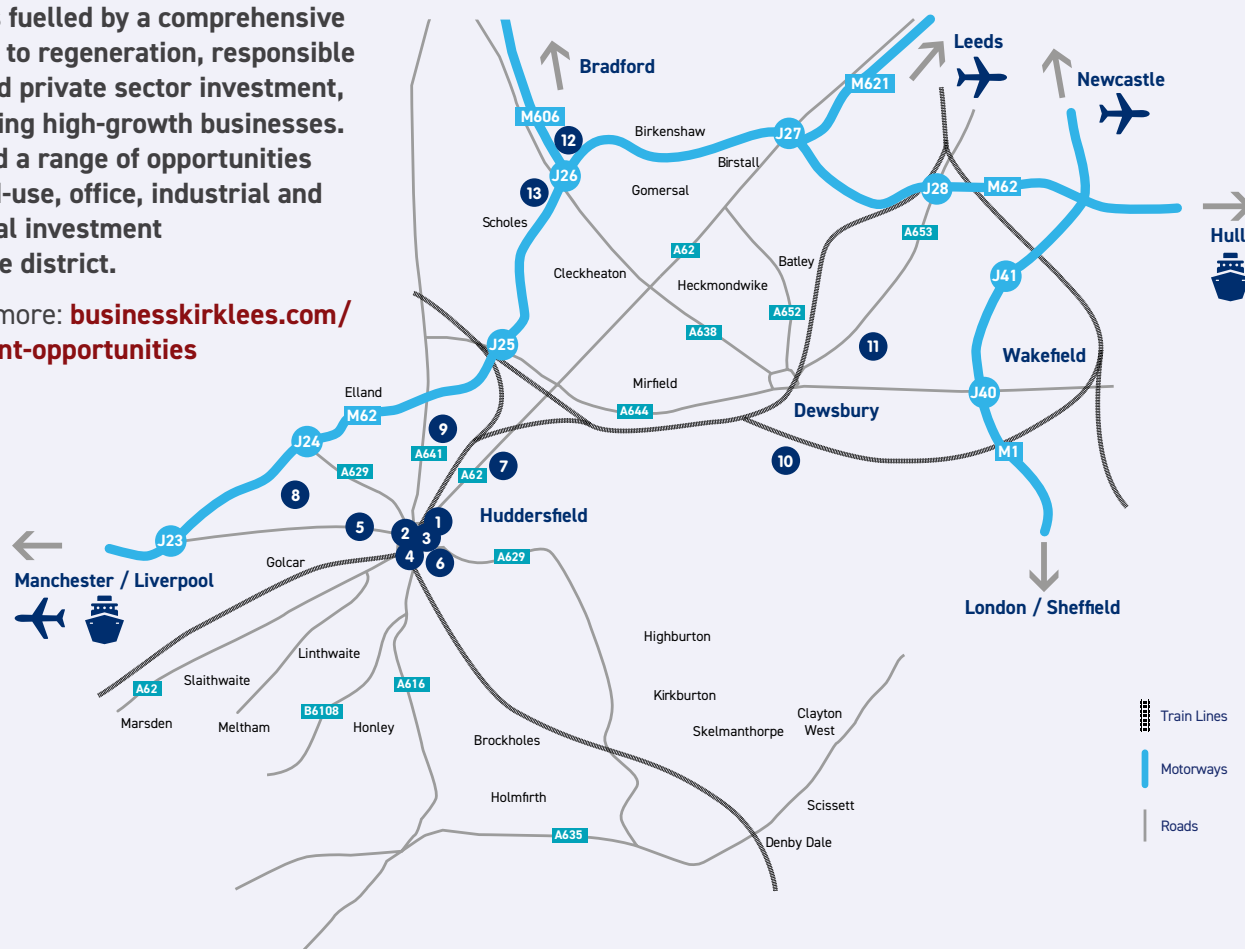 s fuelled by a comprehensive
to regeneration, responsible
d private sector investment,
ing high-growth businesses.
d a range of opportunities
l-use, office, industrial and
al investment
e district.
more: businesskirklees.com/
nt-opportunities
Bradford
Leeds
Newcastle
M621
M606
12
Birkenshaw
J27
Birstall
J26
13
Gomersal
J28
M62
Scholes
A653
Hull
A62
Cleckheaton
Batley
J41
Heckmondwike
A652
A638
J25
11
Wakefield
Mirfield
Elland
J40
M62
A644
Dewsbury
9
J24
A641
M1
A629
A62
7
10
8
1
Huddersfield
5
2
3
J23
4
6
A629
Golcar
Manchester / Liverpool
London / Sheffield
Highburton
Linthwaite
Slaithwaite
A62
A616
Kirkburton
B6108
Marsden
Meltham
Honley
Skelmanthorpe
Clayton
West
Brockholes
Train Lines
Motorways
Holmfirth
Scissett
Roads
A635
Denby Dale